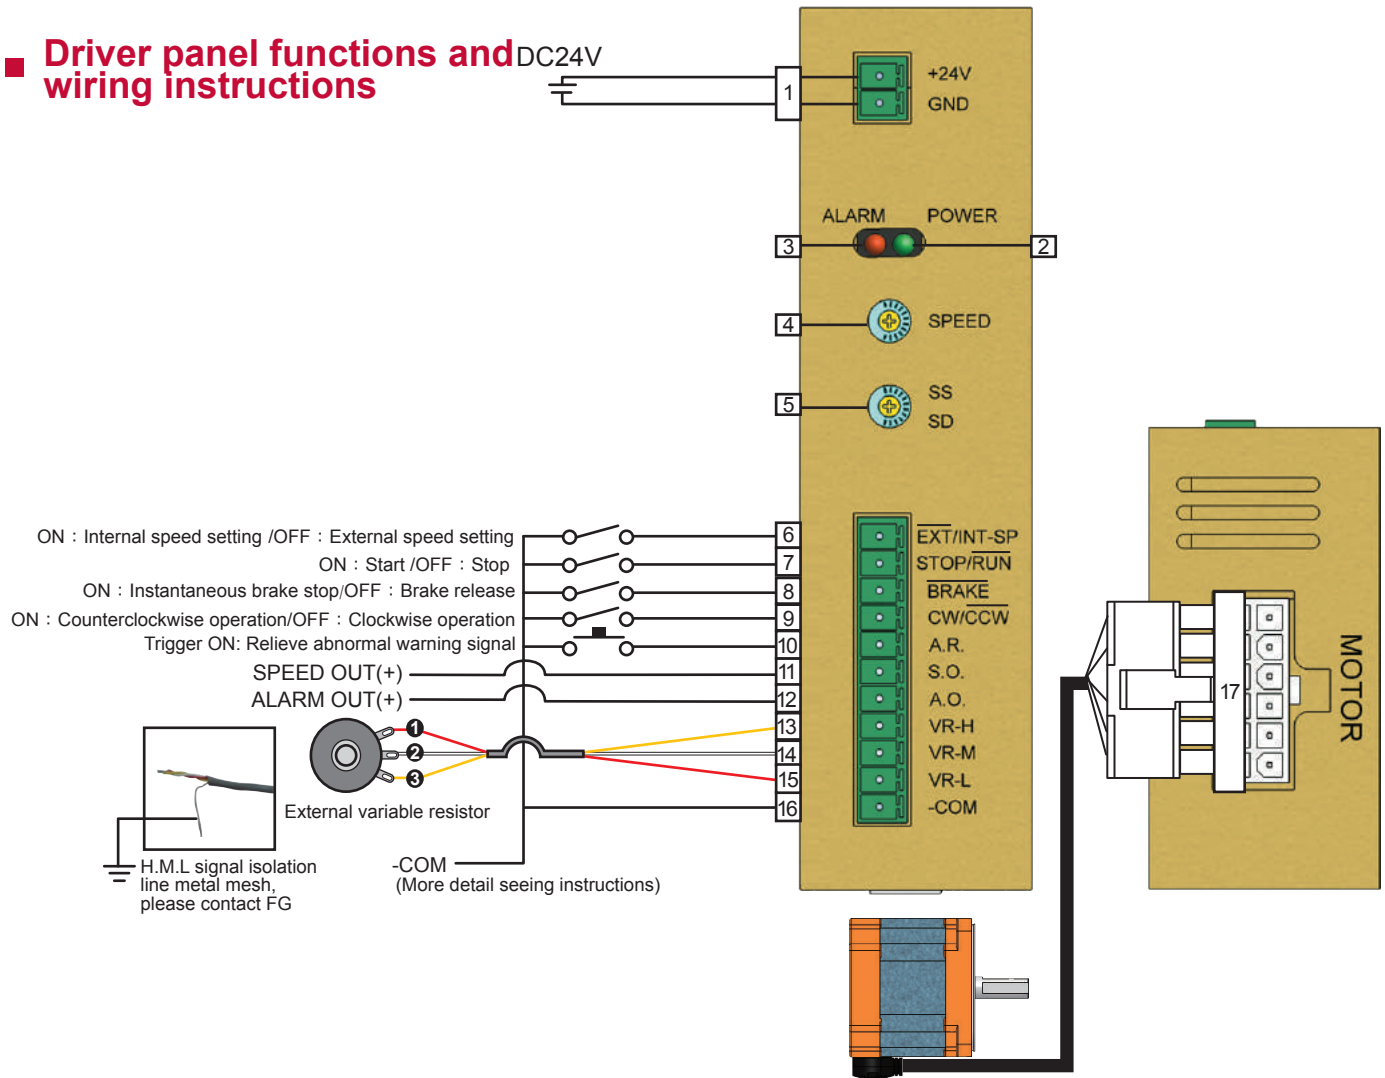 Driver panel functions and
wiring instructions
DC24V
1
+24V
GND
ALARM POWER
3
2
4
SPEED
5
SS
SD
ON：Internal speed setting /OFF：External speed setting
6
EXT/INT-SP
ON：Start /OFF：Stop
7
STOP/RUN
ON：Instantaneous brake stop/OFF：Brake release
8
BRAKE
ON：Counterclockwise operation/OFF：Clockwise operation
9
CW/CCW
Trigger ON: Relieve abnormal warning signal
10
A.R.
SPEED OUT(+)
11
S.O.
ALARM OUT(+)
12
A.O.
1
13
VR-H
2
14
VR-M
3
15
VR-L
External variable resistor
16
-COM
17
MOTOR
H.M.L signal isolation
line metal mesh,
please contact FG
-COM
(More detail seeing instructions)